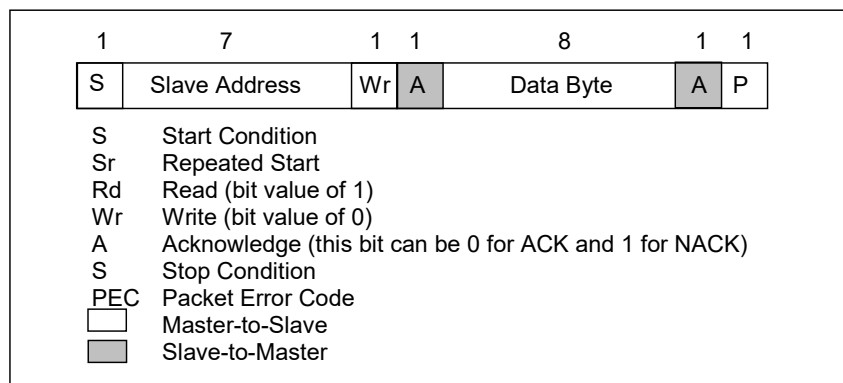 1 7 1 1 8 1 1
S Slave Address Wr A Data Byte A P
S Start Condition
Sr Repeated Start
Rd Read (bit value of 1)
Wr Write (bit value of 0)
A Acknowledge (this bit can be 0 for ACK and 1 for NACK)
S Stop Condition
PEC Packet Error Code
Master-to-Slave
Slave-to-Master